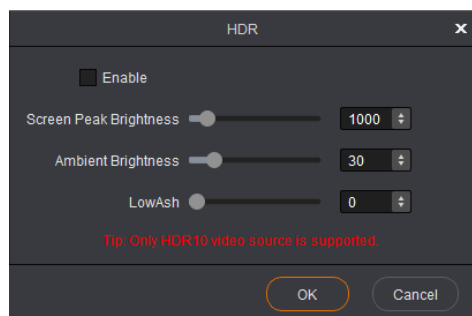 HDR
Enable
Screen Peak Brightness 1000
Ambient Brightness 30
LowAsh 0
Tip: Only HDR10 video source is supported.
OK Cancel